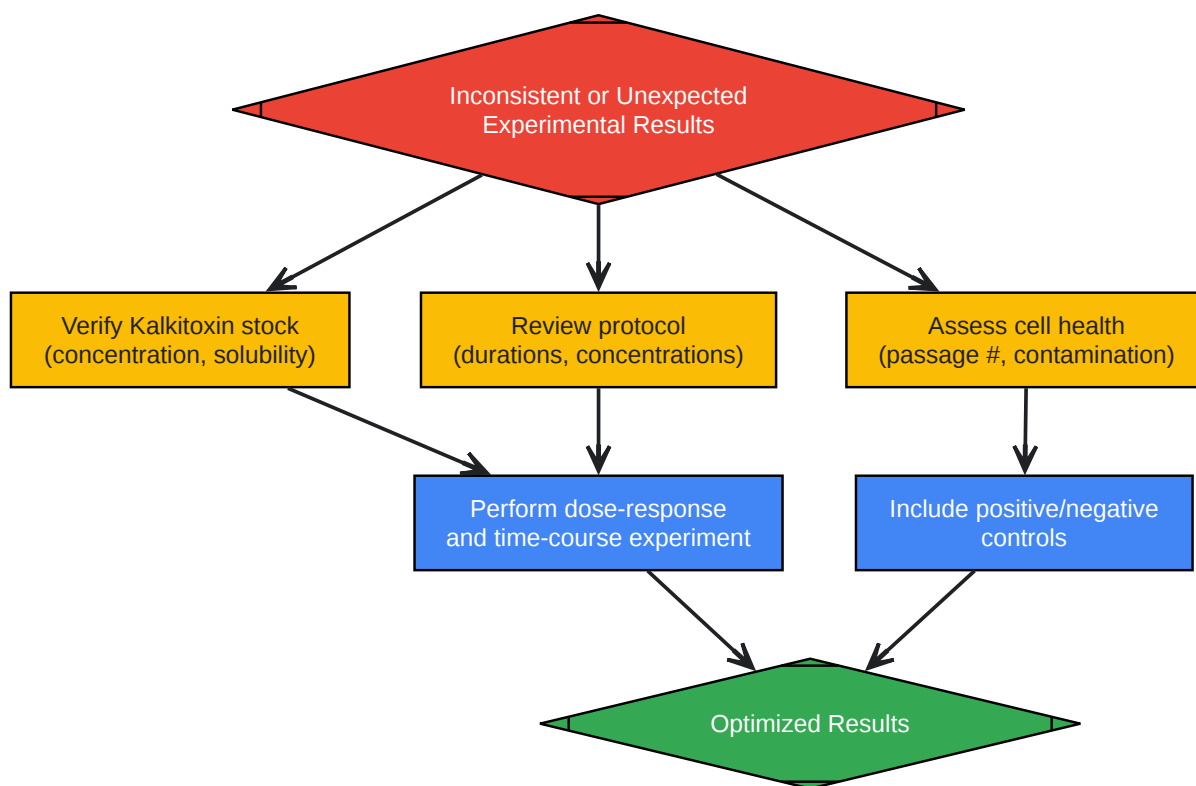 Inconsistent or Unexpected
Experimental Results
Verify Kalkitoxin stock
(concentration, solubility)
Review protocol
(durations, concentrations)
Assess cell health
(passage #, contamination)
Perform dose-response
and time-course experiment
Include positive/negative
controls
Optimized Results